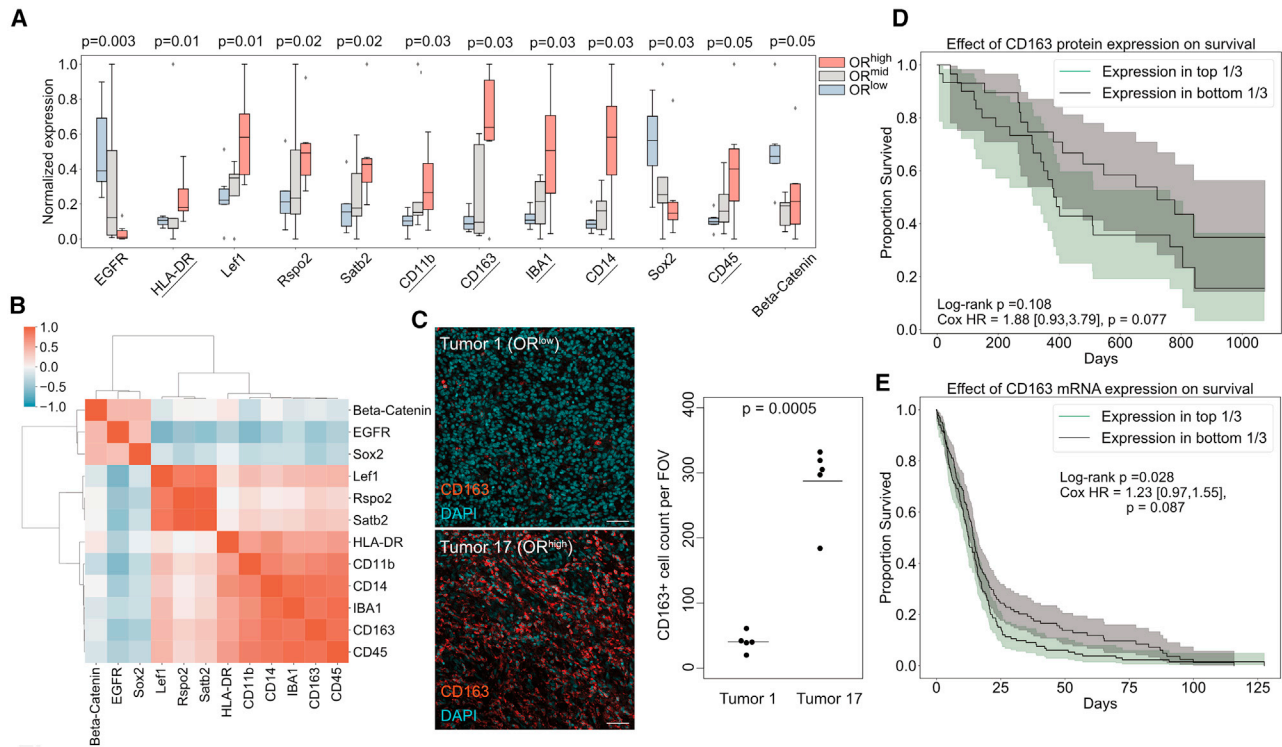 A
p=0.003 p=0.01 p=0.01 p=0.02 p=0.02 p=0.03 p=0.03 p=0.03 p=0.03 p=0.03 p=0.05 p=0.05
Normalized expression
1.0
0.8
0.6
0.4
0.2
0.0
OR^high
OR^mid
OR^low
EGFR HLA-DR Lef1 Rspo2 Satb2 CD11b CD163 IBA1 CD14 Sox2 CD45 Beta-Catenin
B
1.0
0.5
0.0
−0.5
−1.0
Beta-Catenin
EGFR
Sox2
Lef1
Rspo2
Satb2
HLA-DR
CD11b
CD14
IBA1
CD163
CD45
Beta-Catenin EGFR Sox2 Lef1 Rspo2 Satb2 HLA-DR CD11b CD14 IBA1 CD163 CD45
C
Tumor 1 (OR^low)
CD163
DAPI
Tumor 17 (OR^high)
CD163
DAPI
CD163+ cell count per FOV
400
300
200
100
0
p = 0.0005
Tumor 1 Tumor 17
D
Effect of CD163 protein expression on survival
Expression in top 1/3
Expression in bottom 1/3
Proportion Survived
1.0
0.8
0.6
0.4
0.2
0.0
Log-rank p =0.108
Cox HR = 1.88 [0.93,3.79], p = 0.077
0 200 400 600 800 1000
Days
E
Effect of CD163 mRNA expression on survival
Expression in top 1/3
Expression in bottom 1/3
Log-rank p =0.028
Cox HR = 1.23 [0.97,1.55],
p = 0.087
Proportion Survived
1.0
0.8
0.6
0.4
0.2
0.0
0 25 50 75 100 125
Days